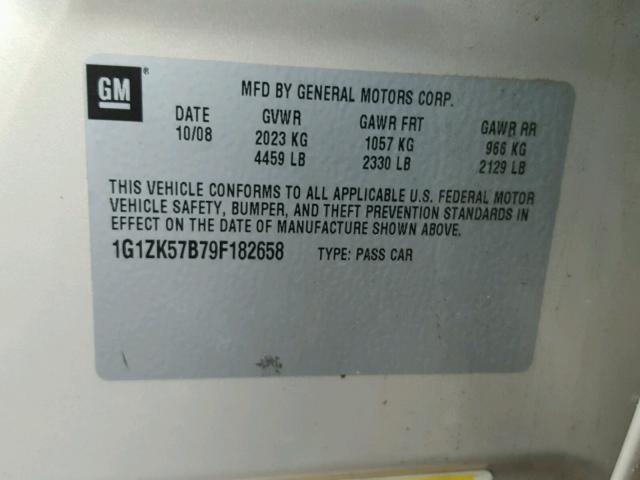 GM ®
MFD BY GENERAL MOTORS CORP.
DATE GVWR GAWR FRT GAWR RR
10/08 2023 KG 1057 KG 966 KG
4459 LB 2330 LB 2129 LB
THIS VEHICLE CONFORMS TO ALL APPLICABLE U.S. FEDERAL MOTOR
VEHICLE SAFETY, BUMPER, AND THEFT PREVENTION STANDARDS IN
EFFECT ON THE DATE OF MANUFACTURE SHOWN ABOVE.
1G1ZK57B79F182658 TYPE: PASS CAR